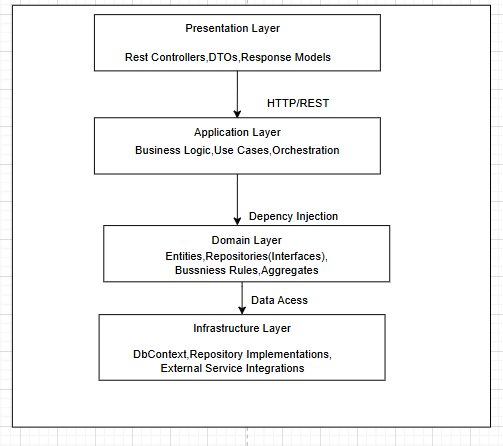 Presentation Layer
Rest Controllers,DTOs,Response Models
HTTP/REST
Application Layer
Business Logic,Use Cases,Orchestration
Depency Injection
Domain Layer
Entities,Repositories(Interfaces),
Bussniess Rules,Aggregates
Data Acess
Infrastructure Layer
DbContext,Repository Implementations,
External Service Integrations